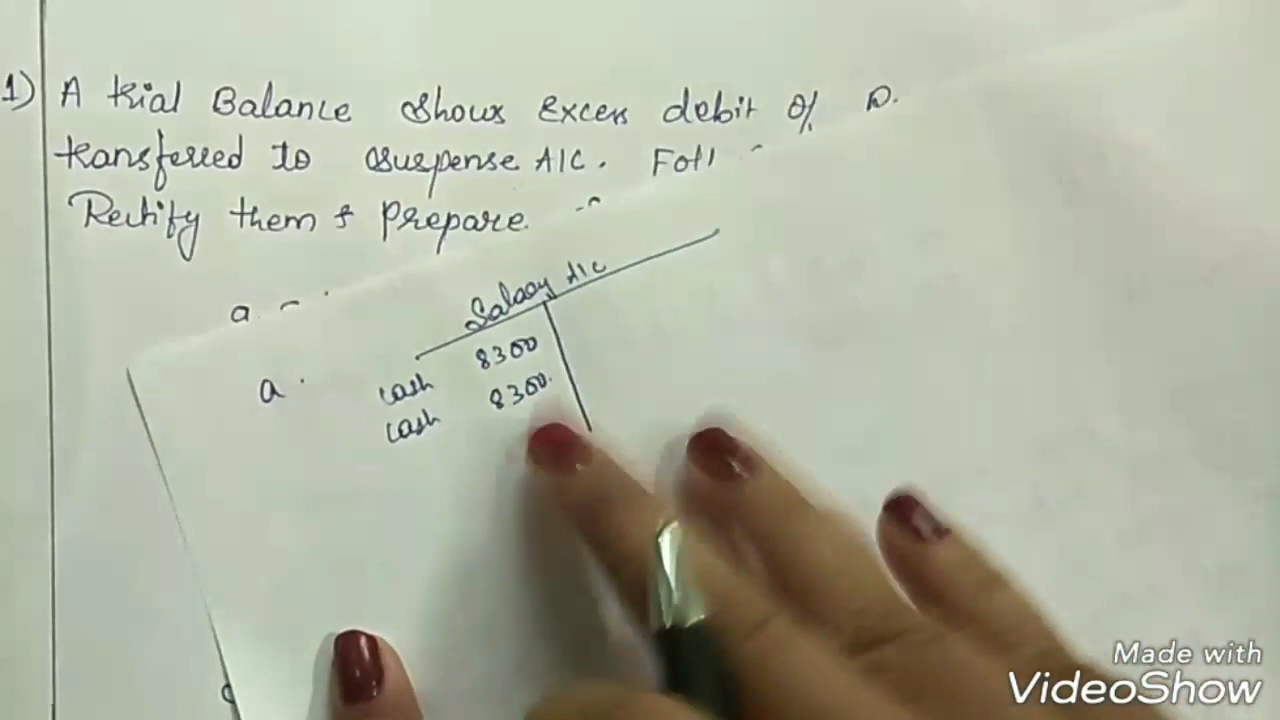 1) A trial Balance shows Excess debit of
transferred to suspense A/C.
Rectify them & prepare
a
a
Salary A/C
cash 8300
cash 8300.
Made with
VideoShow